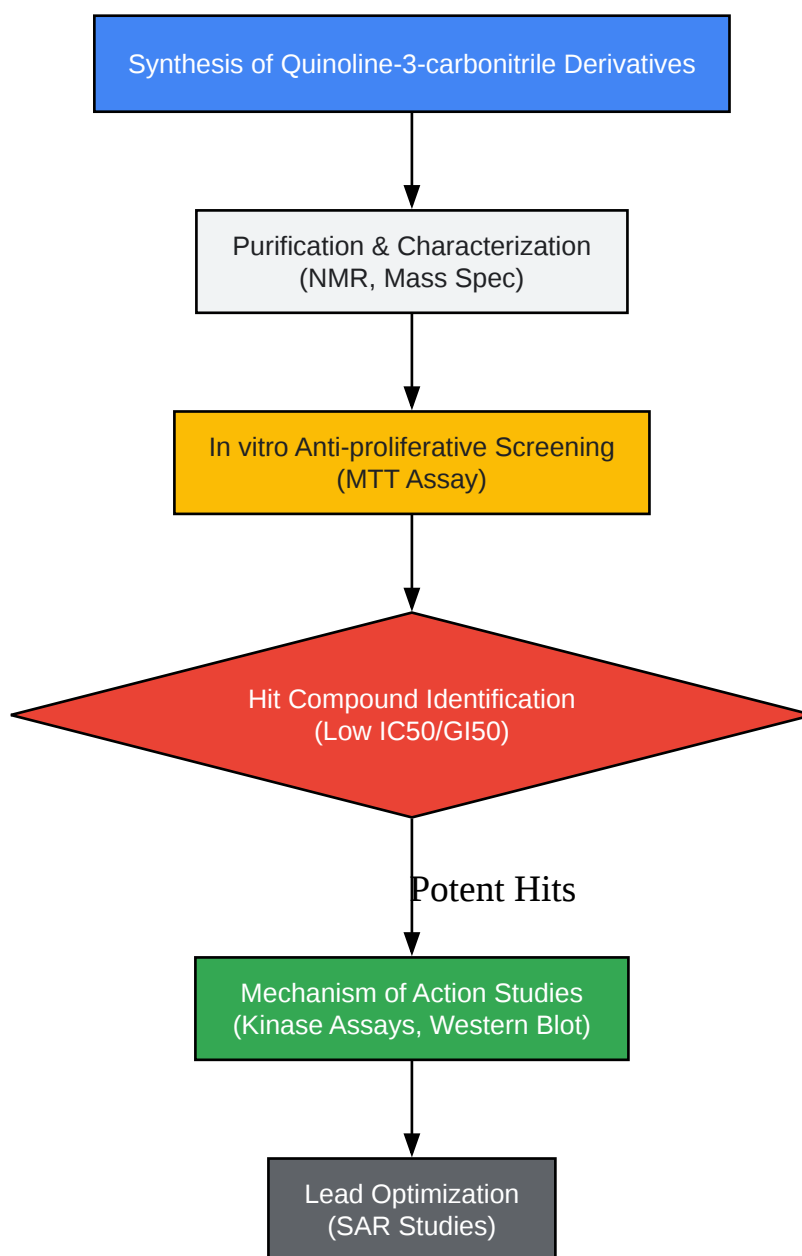 Synthesis of Quinoline-3-carbonitrile Derivatives
Purification & Characterization
(NMR, Mass Spec)
In vitro Anti-proliferative Screening
(MTT Assay)
Hit Compound Identification
(Low IC50/GI50)
Potent Hits
Mechanism of Action Studies
(Kinase Assays, Western Blot)
Lead Optimization
(SAR Studies)